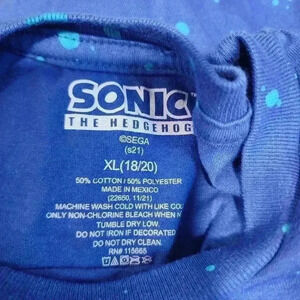 SONIC™
THE HEDGEHOG
©SEGA
(s21)
XL(18/20)
50% COTTON / 50% POLYESTER
MADE IN MEXICO
(22650, 11/21)
MACHINE WASH COLD WITH LIKE
ONLY NON-CHLORINE BLEACH WHEN
TUMBLE DRY LOW
DO NOT IRON IF DECORATED
DO NOT DRY CLEAN
RN# 115665